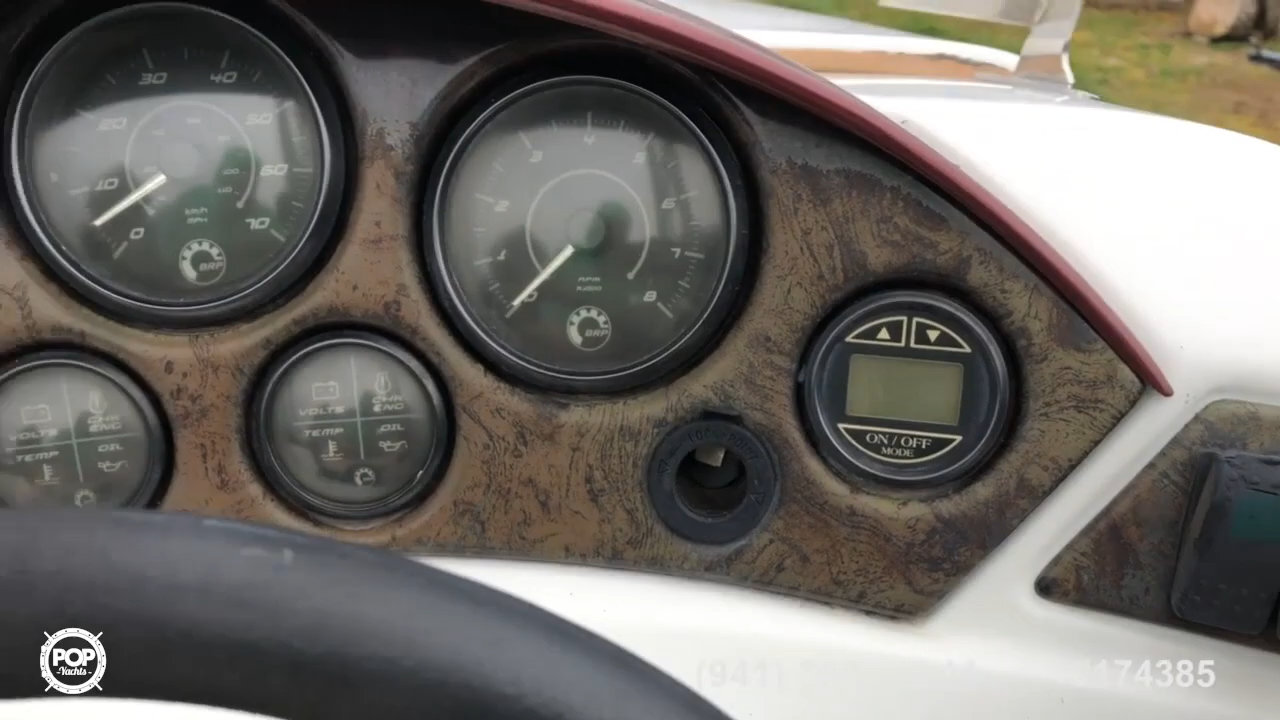 30 40
20 50
10 60
0 70
km/h
MPH
BRP
4
3 5
2 6
1 7
0 8
RPM
X1000
BRP
VOLTS CHK ENG
TEMP OIL
VOLTS CHK ENG
TEMP OIL
ON / OFF
MODE
POP
Yachts
(941)
174385